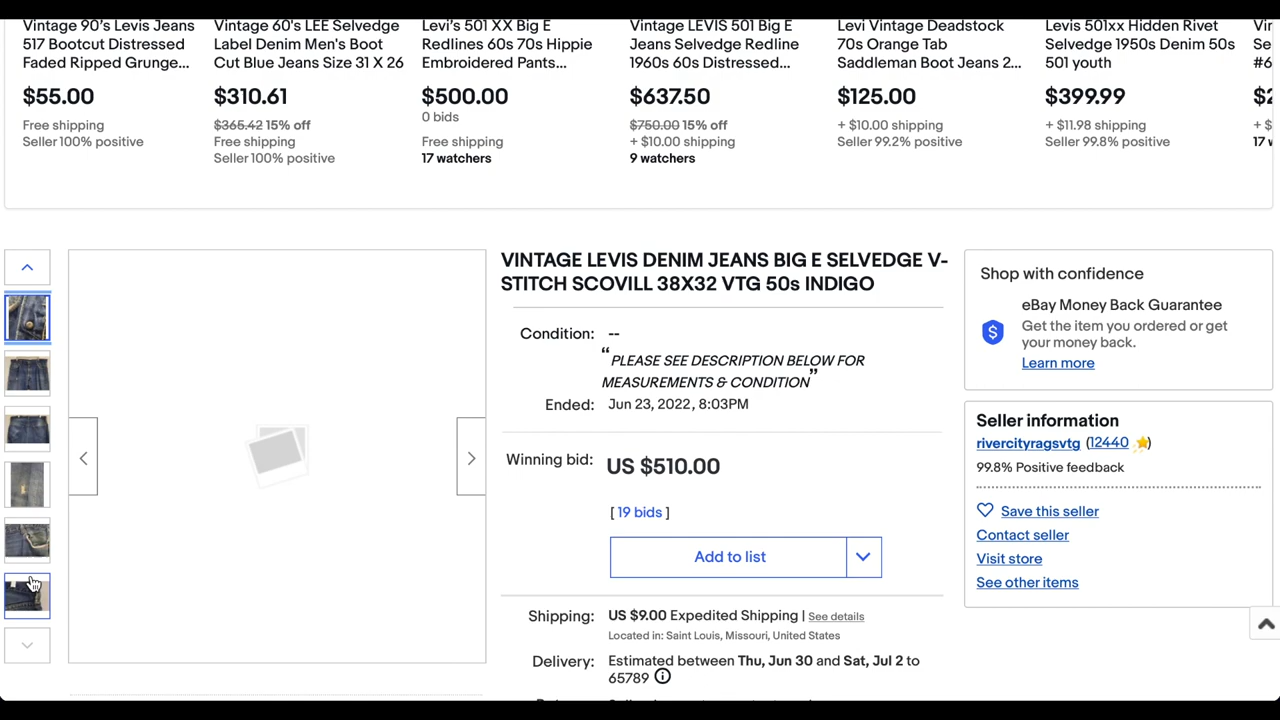 Vintage 90's Levis Jeans
517 Bootcut Distressed
Faded Ripped Grunge...
$55.00
Free shipping
Seller 100% positive
Vintage 60's LEE Selvedge
Label Denim Men's Boot
Cut Blue Jeans Size 31 X 26
$310.61
$365.42 15% off
Free shipping
Seller 100% positive
Levi's 501 XX Big E
Redlines 60s 70s Hippie
Embroidered Pants...
$500.00
0 bids
Free shipping
17 watchers
Vintage LEVIS 501 Big E
Jeans Selvedge Redline
1960s 60s Distressed...
$637.50
$750.00 15% off
+ $10.00 shipping
9 watchers
Levi Vintage Deadstock
70s Orange Tab
Saddleman Boot Jeans 2...
$125.00
+ $10.00 shipping
Seller 99.2% positive
Levis 501xx Hidden Rivet
Selvedge 1950s Denim 50s
501 youth
$399.99
+ $11.98 shipping
Seller 99.8% positive
VINTAGE LEVIS DENIM JEANS BIG E SELVEDGE V-
STITCH SCOVILL 38X32 VTG 50s INDIGO
Condition: --
“PLEASE SEE DESCRIPTION BELOW FOR
MEASUREMENTS & CONDITION”
Ended: Jun 23, 2022, 8:03PM
Winning bid: US $510.00
[ 19 bids ]
Add to list
Shipping: US $9.00 Expedited Shipping | See details
Located in: Saint Louis, Missouri, United States
Delivery: Estimated between Thu, Jun 30 and Sat, Jul 2 to
65789
Shop with confidence
eBay Money Back Guarantee
Get the item you ordered or get
your money back.
Learn more
Seller information
rivercityragsvtg (12440)
99.8% Positive feedback
Save this seller
Contact seller
Visit store
See other items